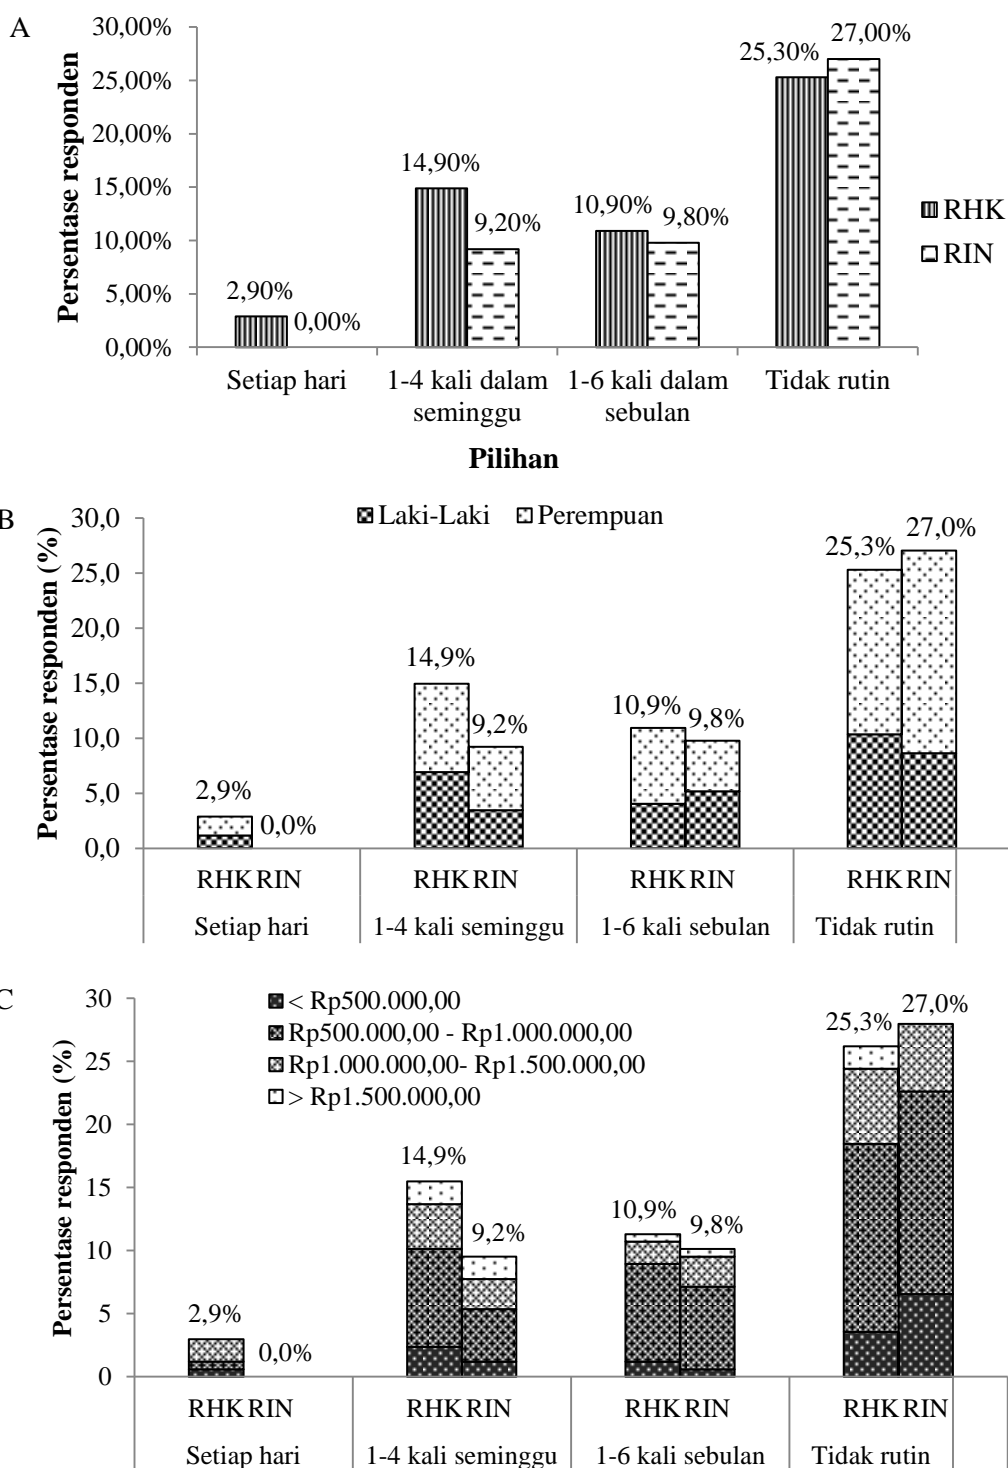 A
30,00%
25,00%
20,00%
15,00%
10,00%
5,00%
0,00%
Persentase responden
2,90%
0,00%
14,90%
9,20%
10,90%
9,80%
25,30%
27,00%
RHK
RIN
Setiap hari
1-4 kali dalam seminggu
1-6 kali dalam sebulan
Tidak rutin
Pilihan
B
Laki-Laki
Perempuan
30,0
25,0
20,0
15,0
10,0
5,0
0,0
Persentase responden (%)
2,9%
0,0%
14,9%
9,2%
10,9%
9,8%
25,3%
27,0%
RHK RIN
RHK RIN
RHK RIN
RHK RIN
Setiap hari
1-4 kali seminggu
1-6 kali sebulan
Tidak rutin
C
< Rp500.000,00
Rp500.000,00 - Rp1.000.000,00
Rp1.000.000,00- Rp1.500.000,00
> Rp1.500.000,00
30
25
20
15
10
5
0
Persentase responden (%)
2,9%
0,0%
14,9%
9,2%
10,9%
9,8%
25,3%
27,0%
RHK RIN
RHK RIN
RHK RIN
RHK RIN
Setiap hari
1-4 kali seminggu
1-6 kali sebulan
Tidak rutin